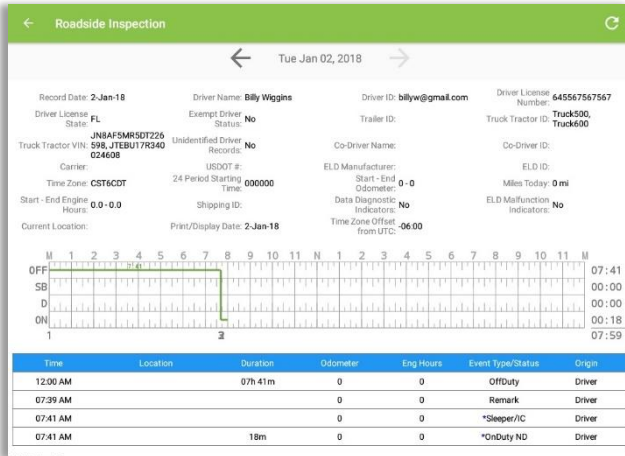 Roadside Inspection
Tue Jan 02, 2018
Record Date: 2-Jan-18 Driver Name: Billy Wiggins Driver ID: billyw@gmail.com Driver License Number: 645567567567
Driver License State: FL Exempt Driver Status: No Trailer ID: Truck Tractor ID: Truck500, Truck600
Truck Tractor VIN: JN8AF5MR5DT226598, JTEBU17R340024608 Unidentified Driver Records: No Co-Driver Name: Co-Driver ID:
Carrier: USDOT #: ELD Manufacturer: ELD ID:
Time Zone: CST6CDT 24 Period Starting Time: 000000 Start - End Odometer: 0 - 0 Miles Today: 0 mi
Start - End Engine Hours: 0.0 - 0.0 Shipping ID: Data Diagnostic Indicators: No ELD Malfunction Indicators: No
Current Location: Print/Display Date: 2-Jan-18 Time Zone Offset from UTC: -06:00
M 1 2 3 4 5 6 7 8 9 10 11 N 1 2 3 4 5 6 7 8 9 10 11 M
OFF 07:41
SB 00:00
D 00:00
ON 00:18
1 07:59
Time Location Duration Odometer Eng Hours Event Type/Status Origin
12:00 AM 07h 41m 0 0 OffDuty Driver
07:39 AM 0 0 Remark Driver
07:41 AM 0 0 *Sleeper/IC Driver
07:41 AM 18m 0 0 *OnDuty ND Driver